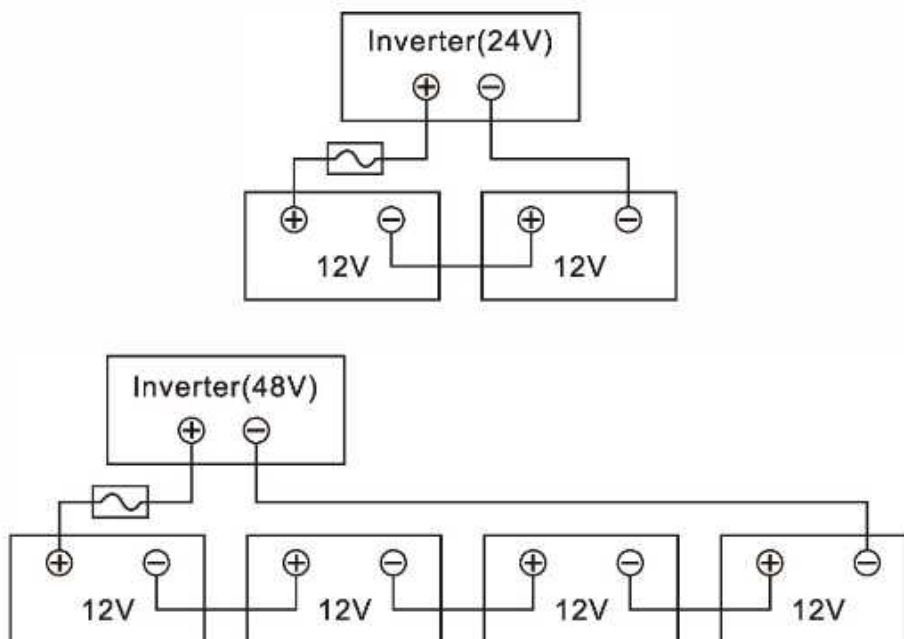 Inverter(24V)
+ −
+ − + −
12V 12V
Inverter(48V)
+ −
+ − + − + − + −
12V 12V 12V 12V